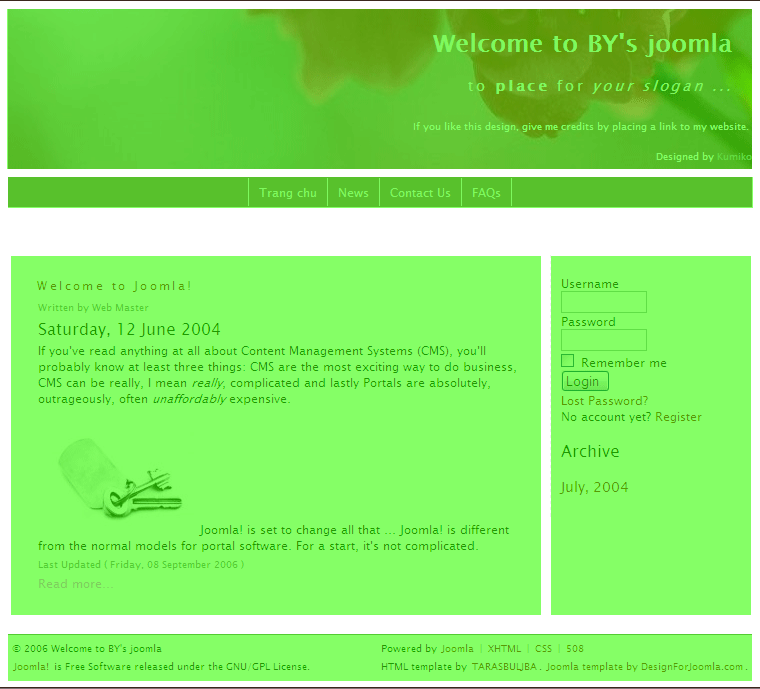 Welcome to BY's joomla
to place for your slogan ...
If you like this design, give me credits by placing a link to my website.
Designed by Kumiko
Trang chu
News
Contact Us
FAQs
Welcome to Joomla!
Written by Web Master
Saturday, 12 June 2004
If you've read anything at all about Content Management Systems (CMS), you'll
probably know at least three things: CMS are the most exciting way to do business,
CMS can be really, I mean really, complicated and lastly Portals are absolutely,
outrageously, often unaffordably expensive.
Joomla! is set to change all that ... Joomla! is different
from the normal models for portal software. For a start, it's not complicated.
Last Updated ( Friday, 08 September 2006 )
Read more...
Username
Password
Remember me
Login
Lost Password?
No account yet? Register
Archive
July, 2004
© 2006 Welcome to BY's joomla
Joomla! is Free Software released under the GNU/GPL License.
Powered by Joomla | XHTML | CSS | 508
HTML template by TARASBULJBA. Joomla template by DesignForJoomla.com.